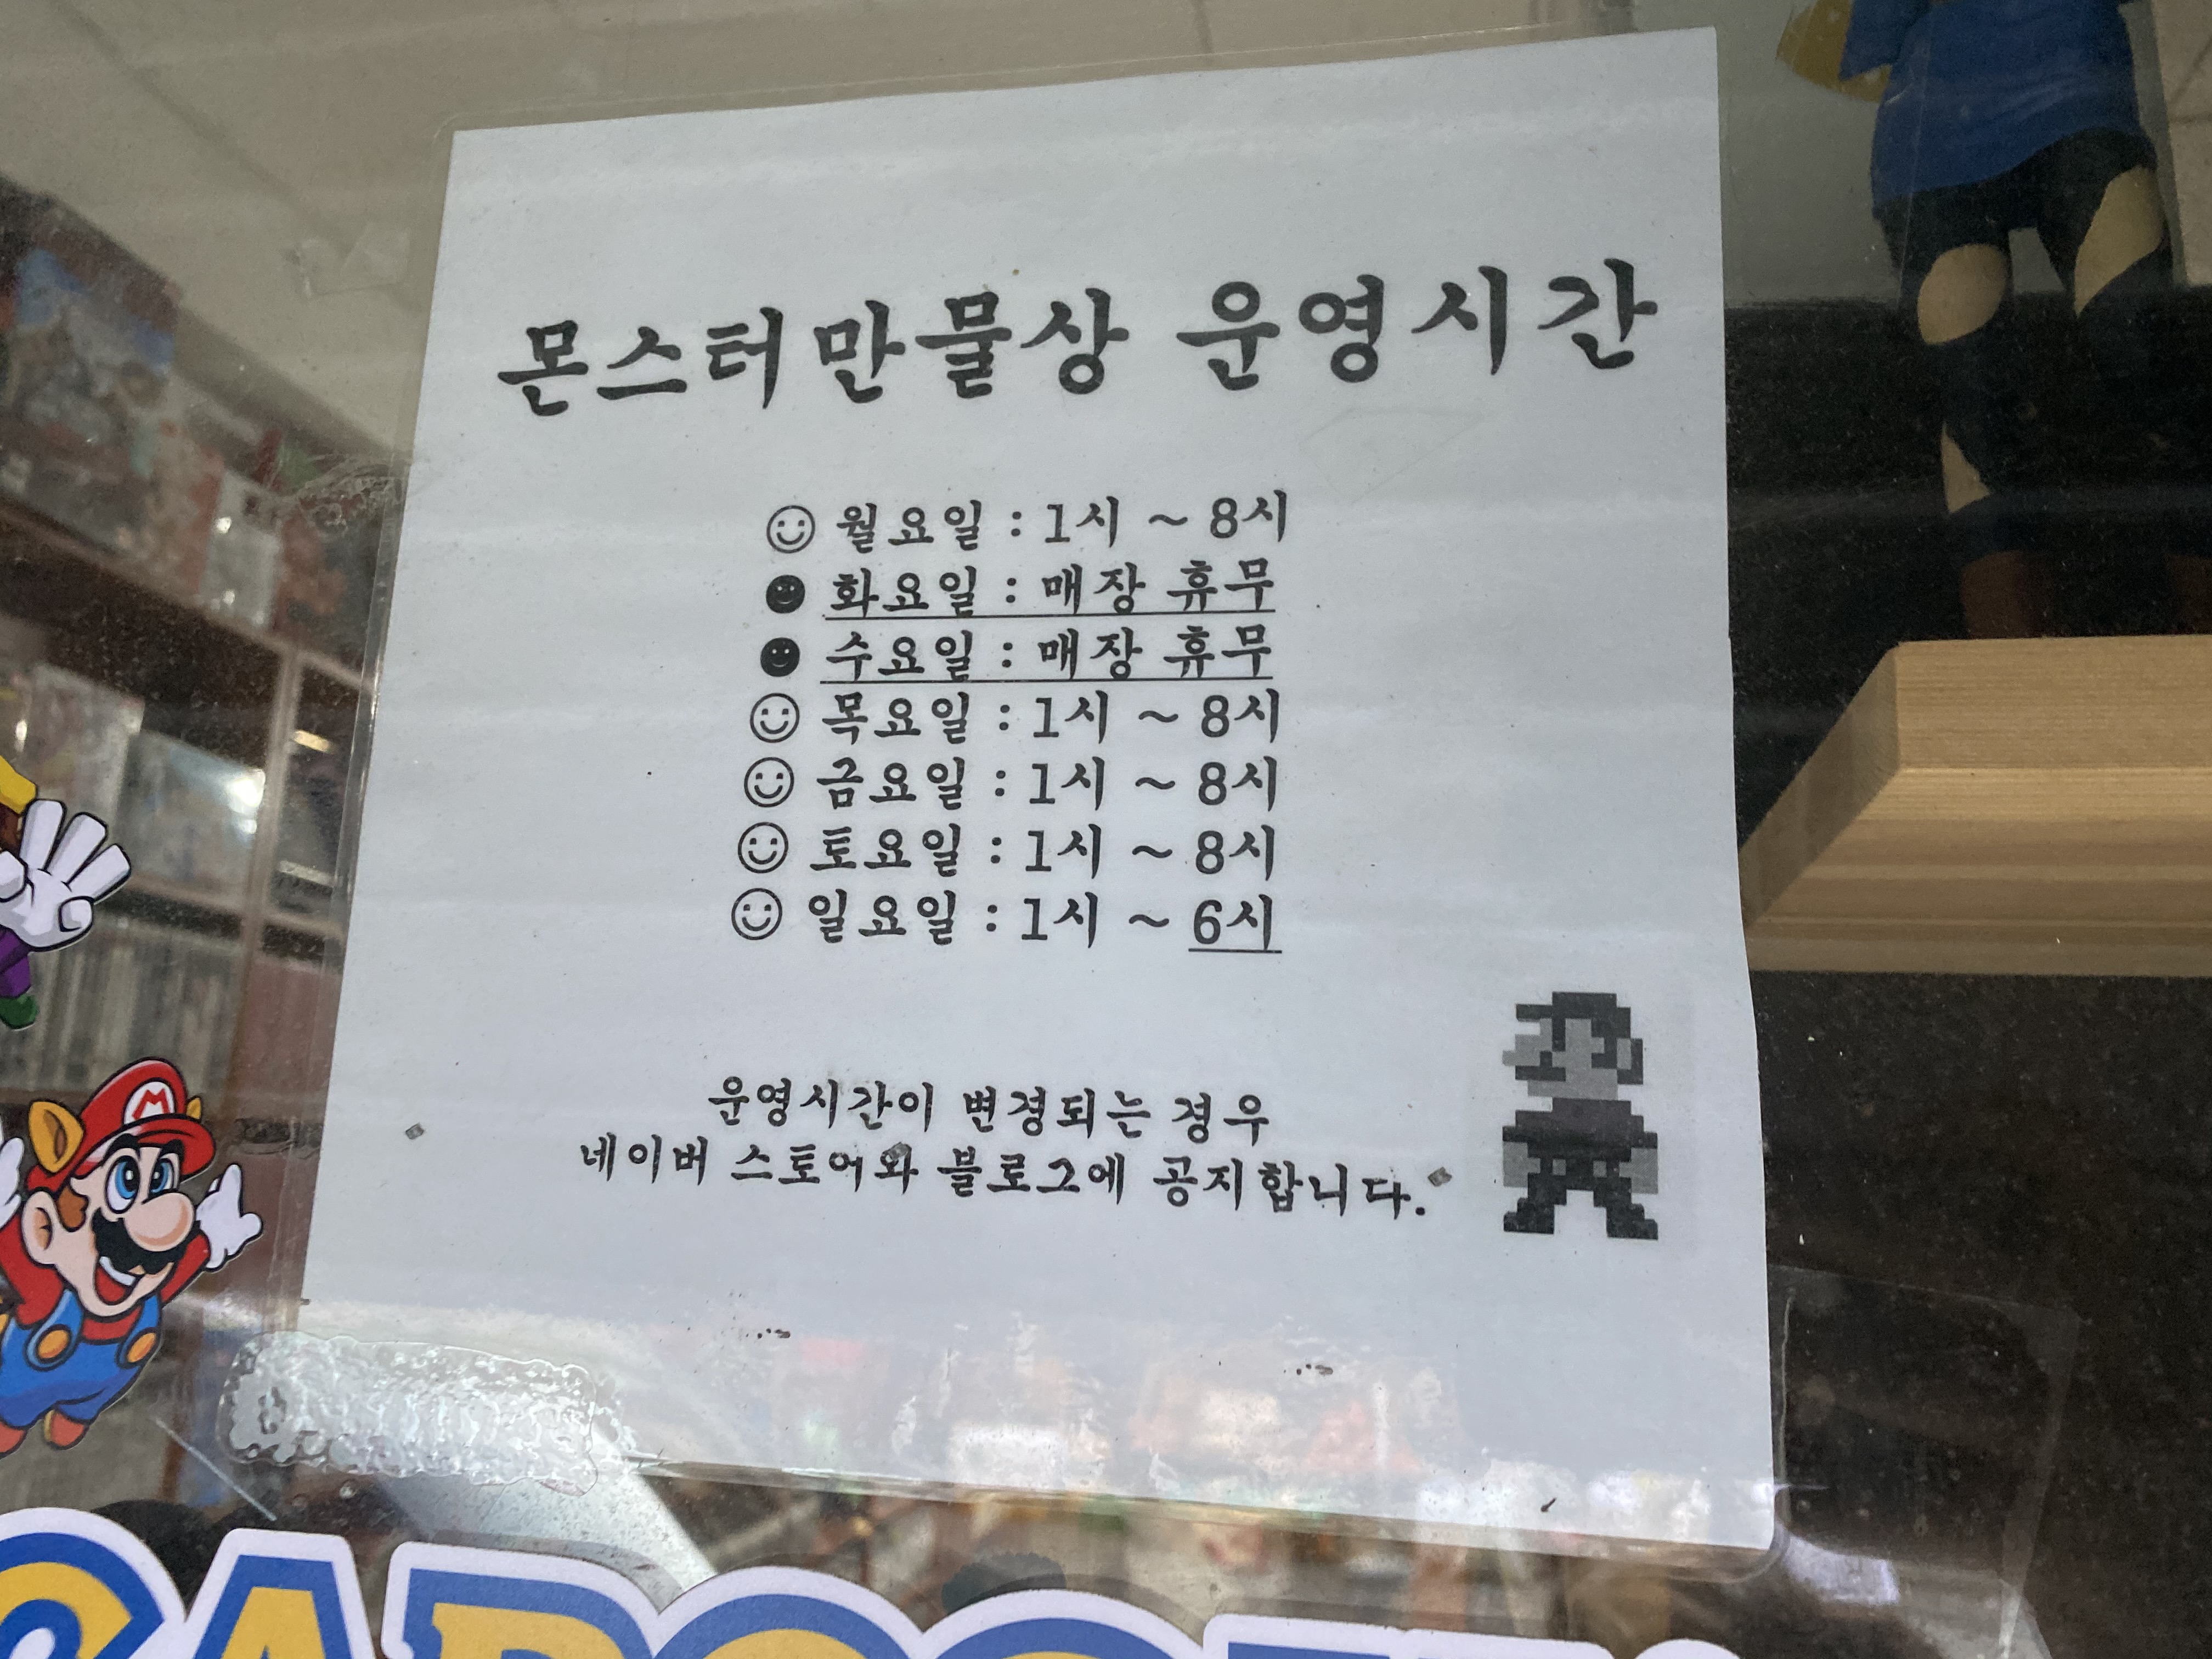 몬스터만물상 운영시간
☺ 월요일 : 1시 ~ 8시
☻ 화요일 : 매장 휴무
☻ 수요일 : 매장 휴무
☺ 목요일 : 1시 ~ 8시
☺ 금요일 : 1시 ~ 8시
☺ 토요일 : 1시 ~ 8시
☺ 일요일 : 1시 ~ 6시
운영시간이 변경되는 경우
네이버 스토어와 블로그에 공지합니다.
M